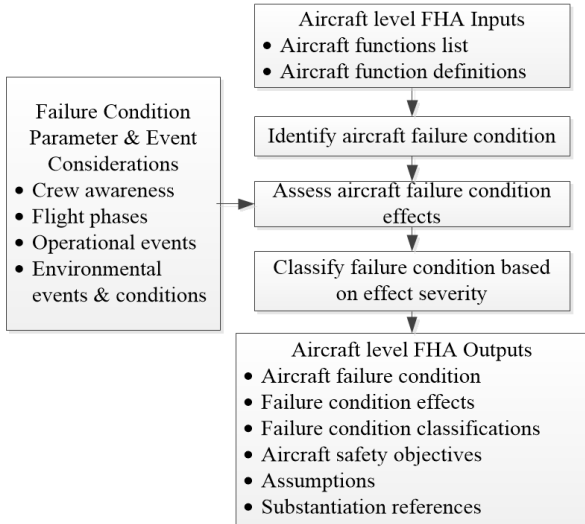 Aircraft level FHA Inputs
• Aircraft functions list
• Aircraft function definitions
Failure Condition
Parameter & Event
Considerations
• Crew awareness
• Flight phases
• Operational events
• Environmental
events & conditions
Identify aircraft failure condition
Assess aircraft failure condition
effects
Classify failure condition based
on effect severity
Aircraft level FHA Outputs
• Aircraft failure condition
• Failure condition effects
• Failure condition classifications
• Aircraft safety objectives
• Assumptions
• Substantiation references